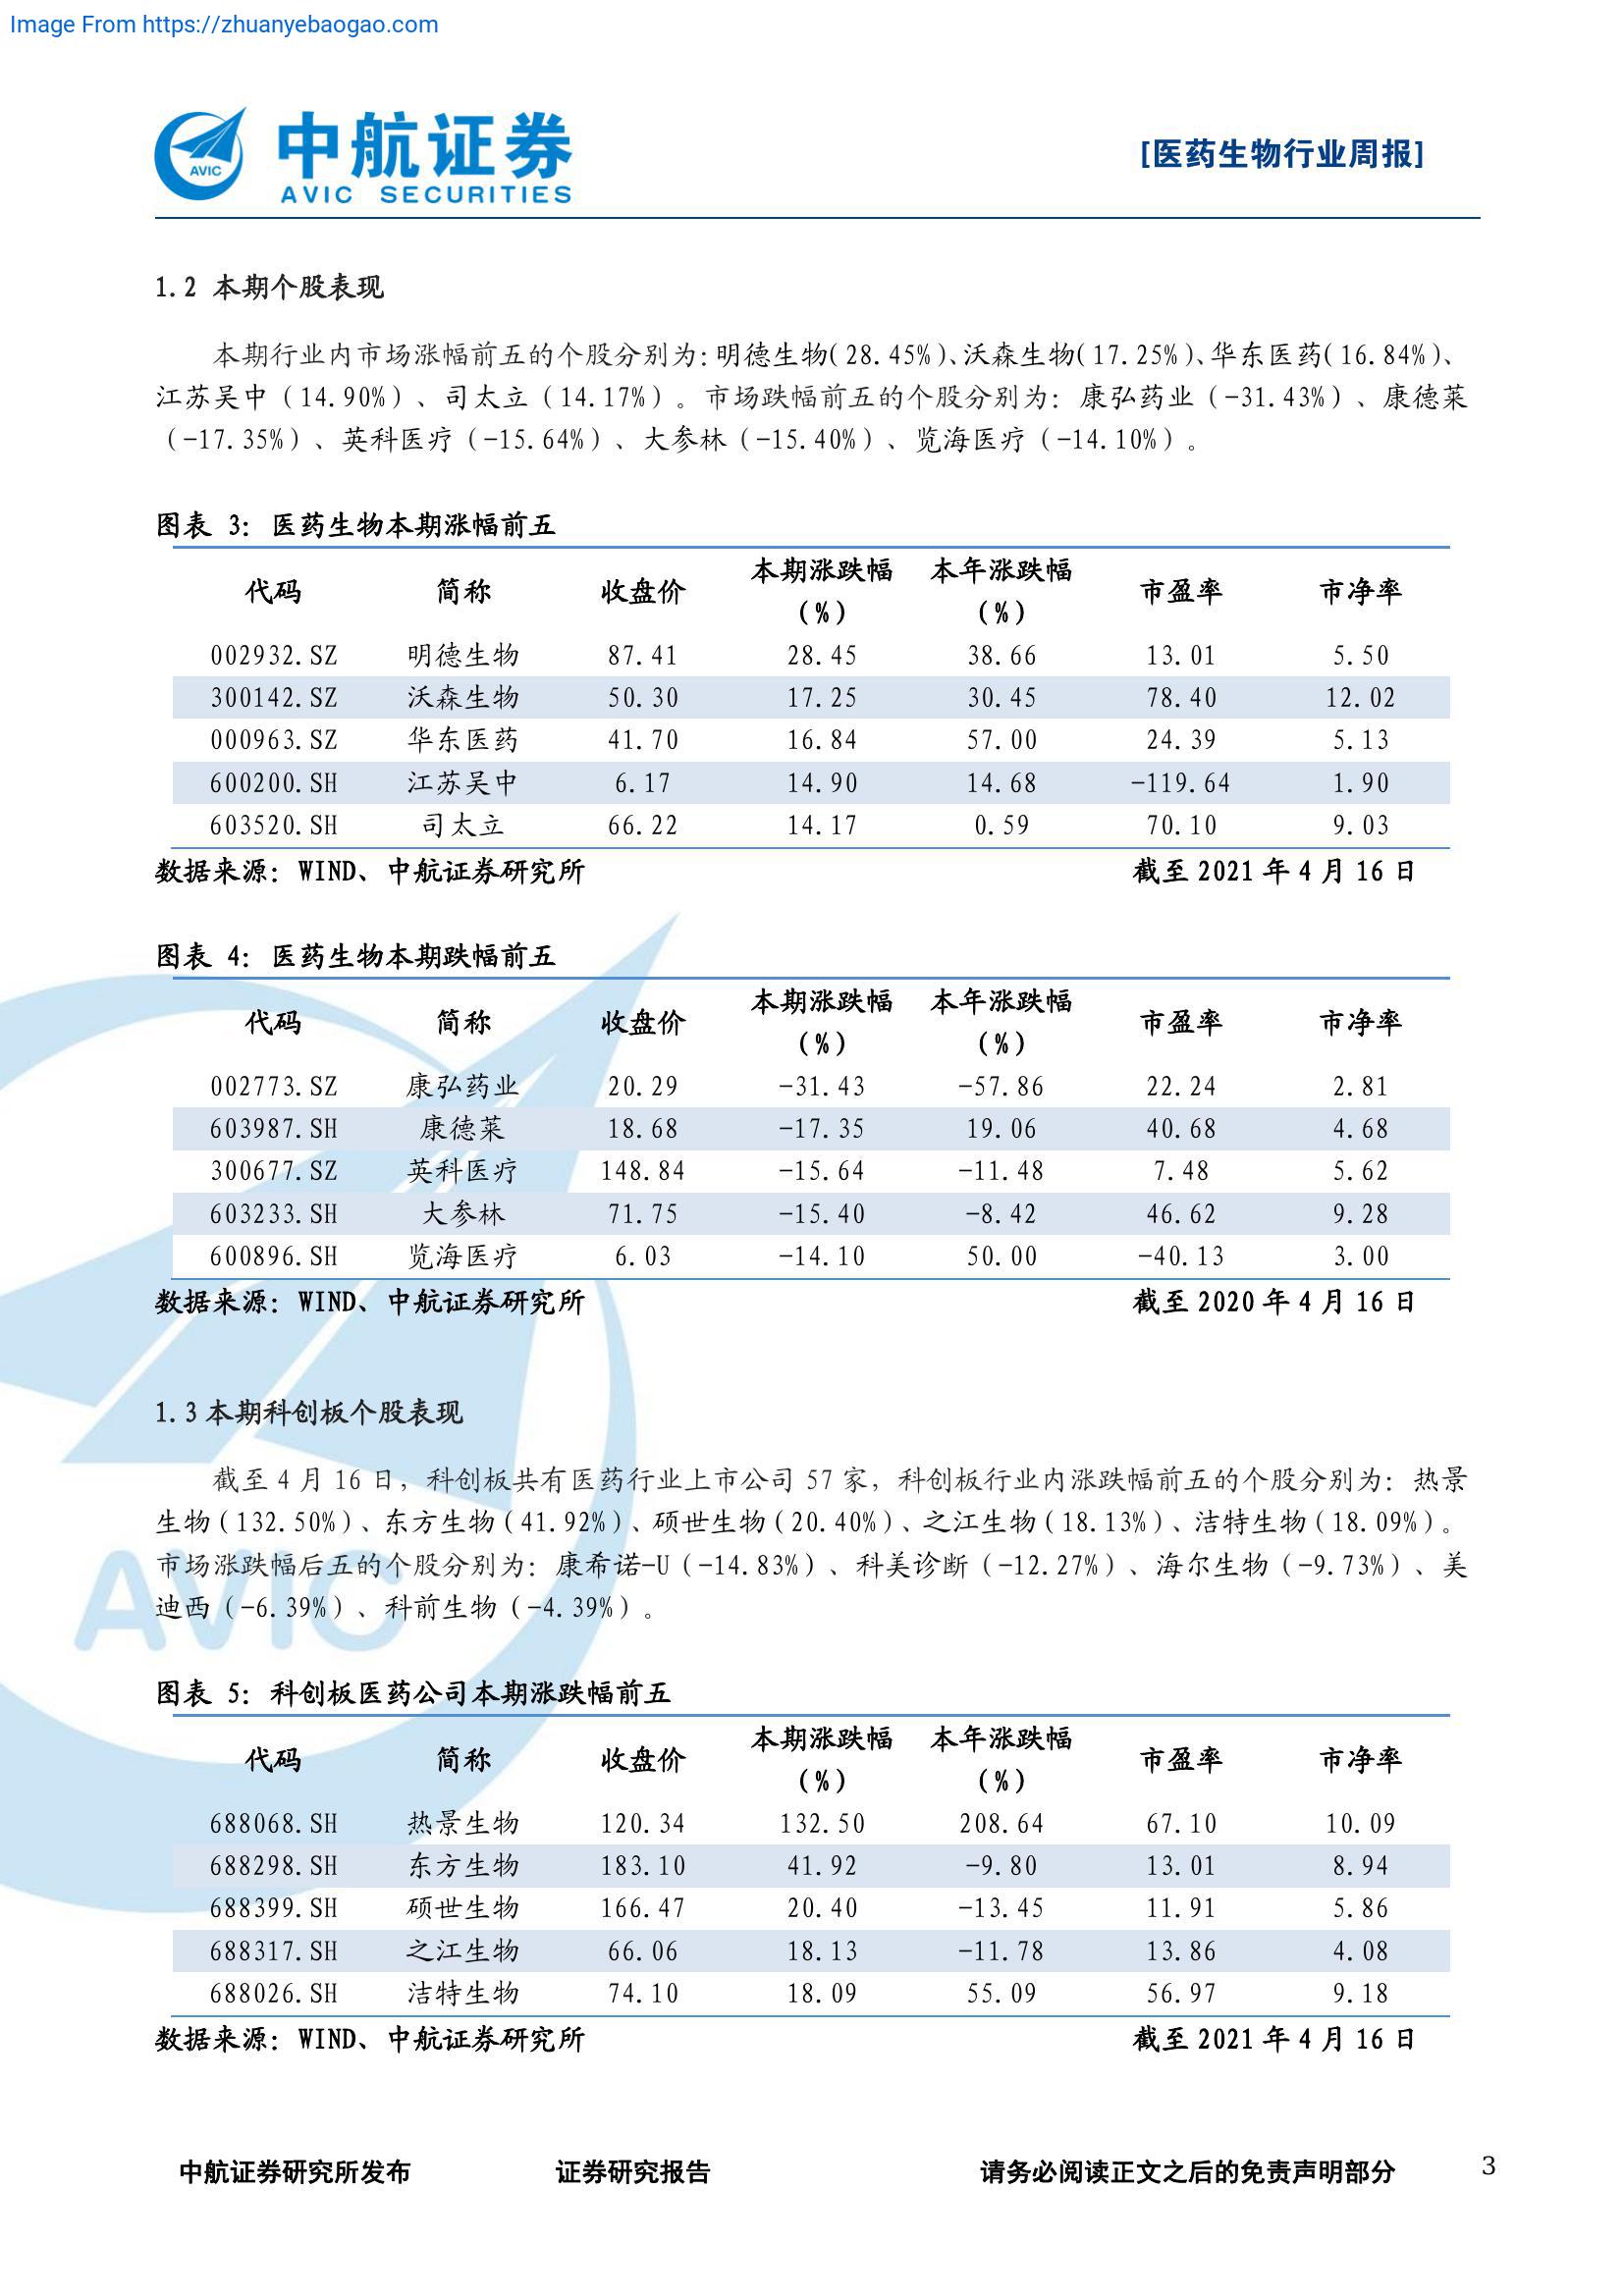 Image From https://zhuanyebaogao.com
AVIC
中航证券
AVIC SECURITIES
[医药生物行业周报]
1.2 本期个股表现
本期行业内市场涨幅前五的个股分别为：明德生物(28.45%)、沃森生物(17.25%)、华东医药(16.84%)、
江苏吴中（14.90%）、司太立（14.17%）。市场跌幅前五的个股分别为：康弘药业（-31.43%）、康德莱
（-17.35%）、英科医疗（-15.64%）、大参林（-15.40%）、览海医疗（-14.10%）。
图表 3：医药生物本期涨幅前五
代码 简称 收盘价 本期涨跌幅（%） 本年涨跌幅（%） 市盈率 市净率
002932.SZ 明德生物 87.41 28.45 38.66 13.01 5.50
300142.SZ 沃森生物 50.30 17.25 30.45 78.40 12.02
000963.SZ 华东医药 41.70 16.84 57.00 24.39 5.13
600200.SH 江苏吴中 6.17 14.90 14.68 -119.64 1.90
603520.SH 司太立 66.22 14.17 0.59 70.10 9.03
数据来源：WIND、中航证券研究所 截至 2021 年 4 月 16 日
图表 4：医药生物本期跌幅前五
代码 简称 收盘价 本期涨跌幅（%） 本年涨跌幅（%） 市盈率 市净率
002773.SZ 康弘药业 20.29 -31.43 -57.86 22.24 2.81
603987.SH 康德莱 18.68 -17.35 19.06 40.68 4.68
300677.SZ 英科医疗 148.84 -15.64 -11.48 7.48 5.62
603233.SH 大参林 71.75 -15.40 -8.42 46.62 9.28
600896.SH 览海医疗 6.03 -14.10 50.00 -40.13 3.00
数据来源：WIND、中航证券研究所 截至 2020 年 4 月 16 日
1.3 本期科创板个股表现
截至 4 月 16 日，科创板共有医药行业上市公司 57 家，科创板行业内涨跌幅前五的个股分别为：热景
生物（132.50%）、东方生物（41.92%）、硕世生物（20.40%）、之江生物（18.13%）、洁特生物（18.09%）。
市场涨跌幅后五的个股分别为：康希诺-U（-14.83%）、科美诊断（-12.27%）、海尔生物（-9.73%）、美
迪西（-6.39%）、科前生物（-4.39%）。
AVIC
图表 5：科创板医药公司本期涨跌幅前五
代码 简称 收盘价 本期涨跌幅（%） 本年涨跌幅（%） 市盈率 市净率
688068.SH 热景生物 120.34 132.50 208.64 67.10 10.09
688298.SH 东方生物 183.10 41.92 -9.80 13.01 8.94
688399.SH 硕世生物 166.47 20.40 -13.45 11.91 5.86
688317.SH 之江生物 66.06 18.13 -11.78 13.86 4.08
688026.SH 洁特生物 74.10 18.09 55.09 56.97 9.18
数据来源：WIND、中航证券研究所 截至 2021 年 4 月 16 日
中航证券研究所发布 证券研究报告 请务必阅读正文之后的免责声明部分 3